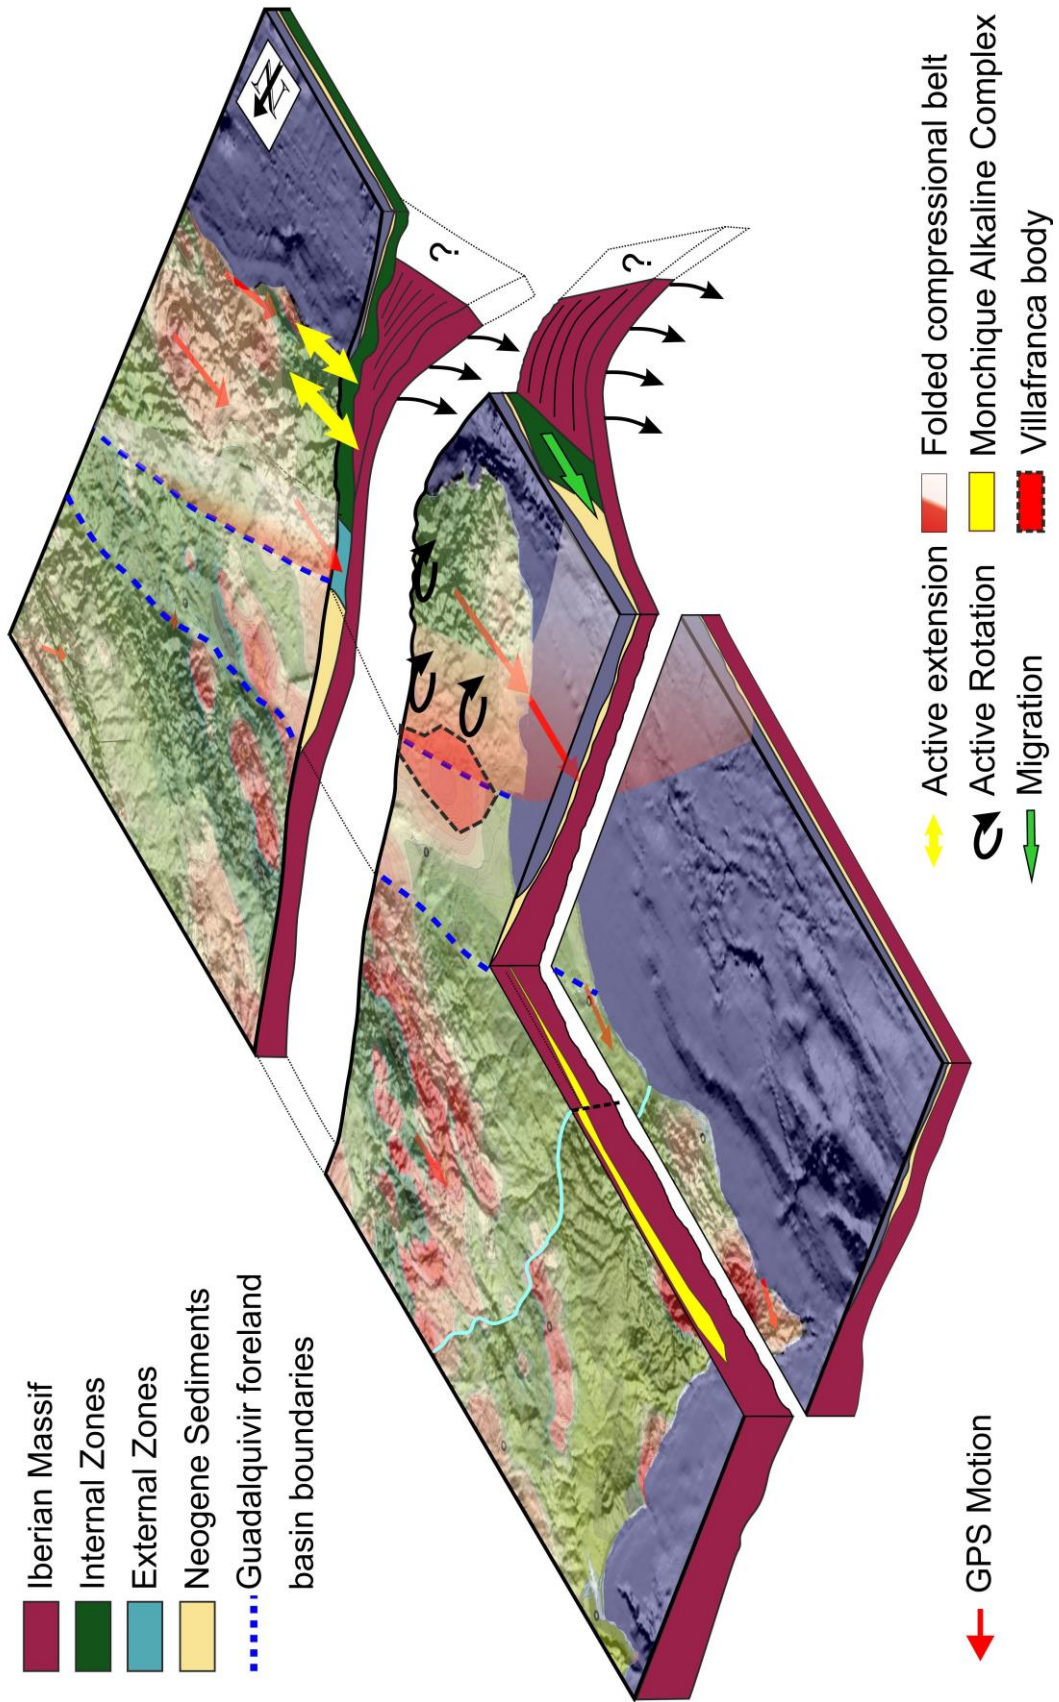 Iberian Massif
Internal Zones
External Zones
Neogene Sediments
Guadalquivir foreland
basin boundaries
N
?
?
GPS Motion
Active extension
Active Rotation
Migration
Folded compressional belt
Monchique Alkaline Complex
Villafranca body